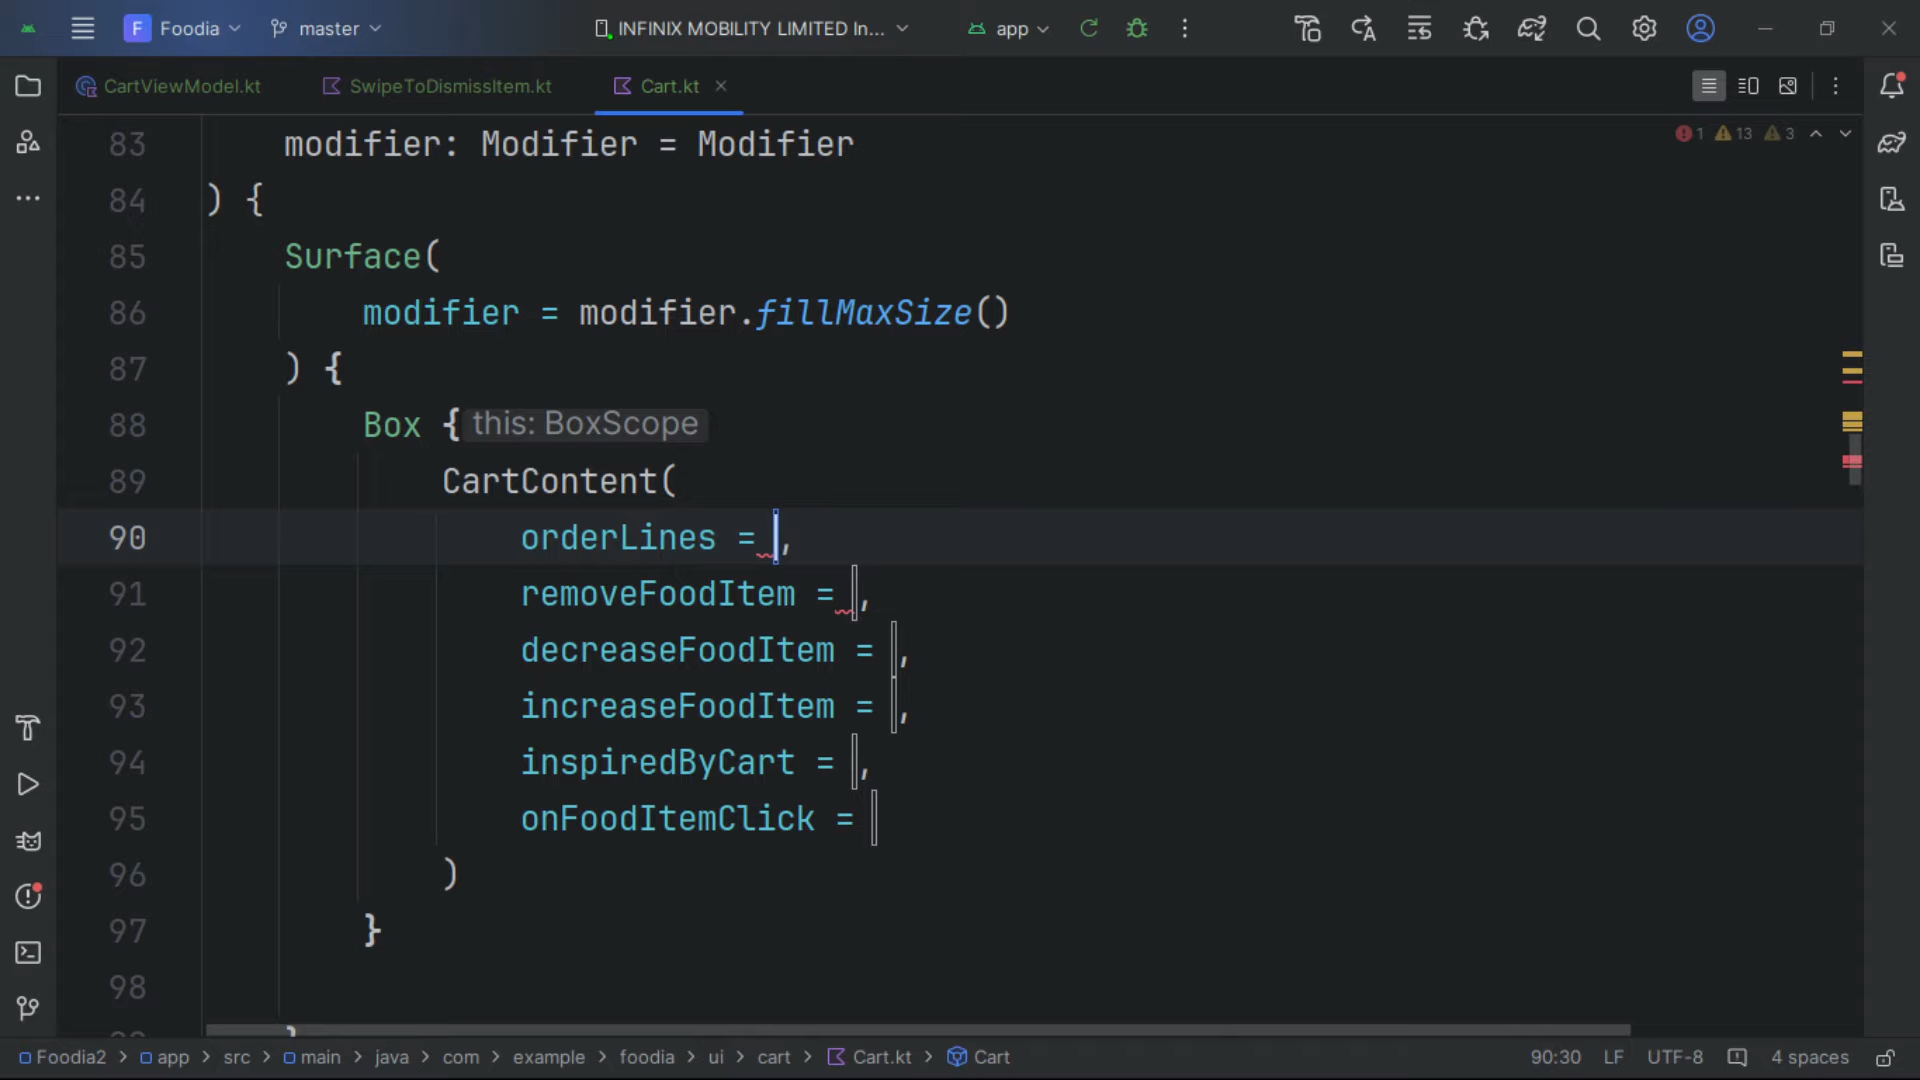 F Foodia master INFINIX MOBILITY LIMITED In... app
CartViewModel.kt SwipeToDismissItem.kt Cart.kt
1 13 3
83 modifier: Modifier = Modifier
84 ) {
85 Surface(
86 modifier = modifier.fillMaxSize()
87 ) {
88 Box { this: BoxScope
89 CartContent(
90 orderLines = ,
91 removeFoodItem = ,
92 decreaseFoodItem = ,
93 increaseFoodItem = ,
94 inspiredByCart = ,
95 onFoodItemClick =
96 )
97 }
98
Foodia2 > app > src > main > java > com > example > foodia > ui > cart > Cart.kt > Cart 90:30 LF UTF-8 4 spaces